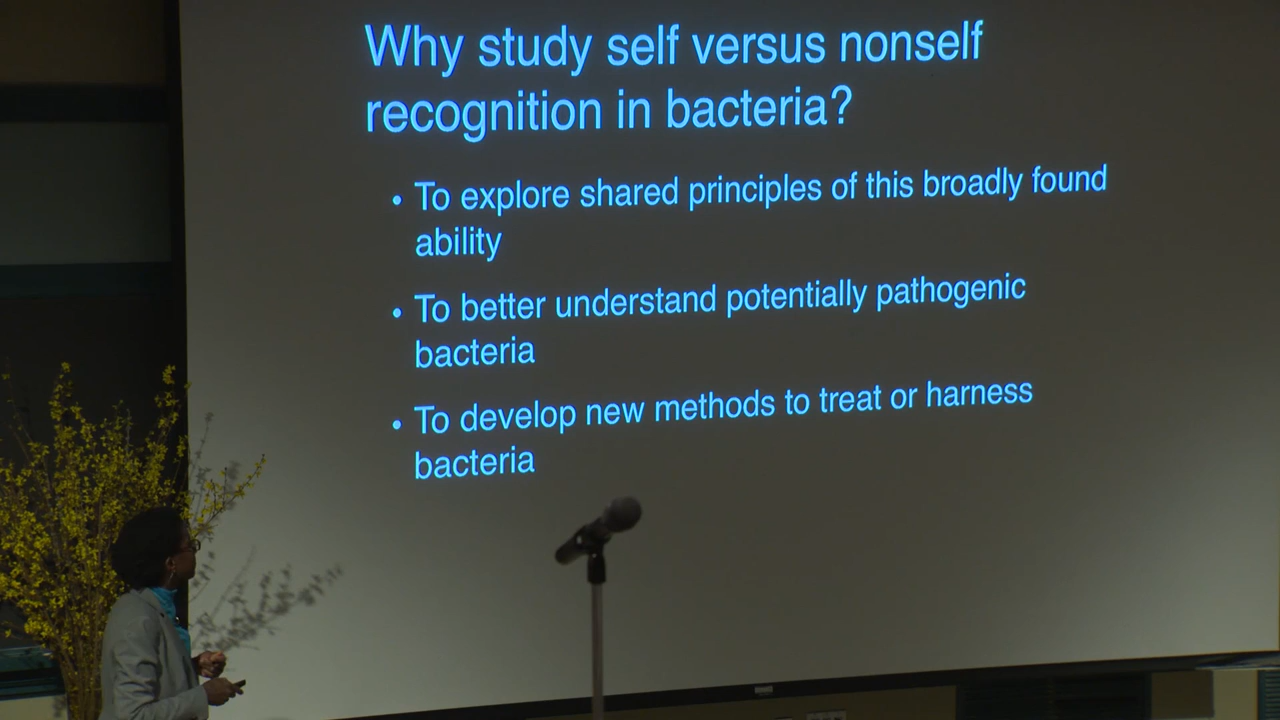 Why study self versus nonself
recognition in bacteria?
• To explore shared principles of this broadly found
ability
• To better understand potentially pathogenic
bacteria
• To develop new methods to treat or harness
bacteria